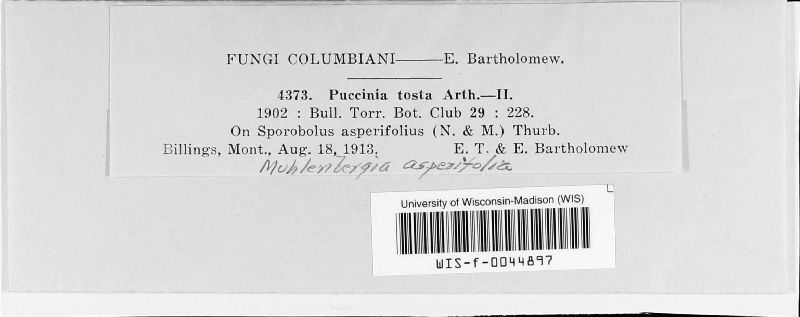 FUNGI COLUMBIANI——E. Bartholomew.
4373. Puccinia tosta Arth.—II.
1902 : Bull. Torr. Bot. Club 29 : 228.
On Sporobolus asperifolius (N. & M.) Thurb.
Billings, Mont., Aug. 18, 1913. E. T. & E. Bartholomew
Muhlenbergia asperifolia
University of Wisconsin-Madison (WIS)
WIS-f-0044897